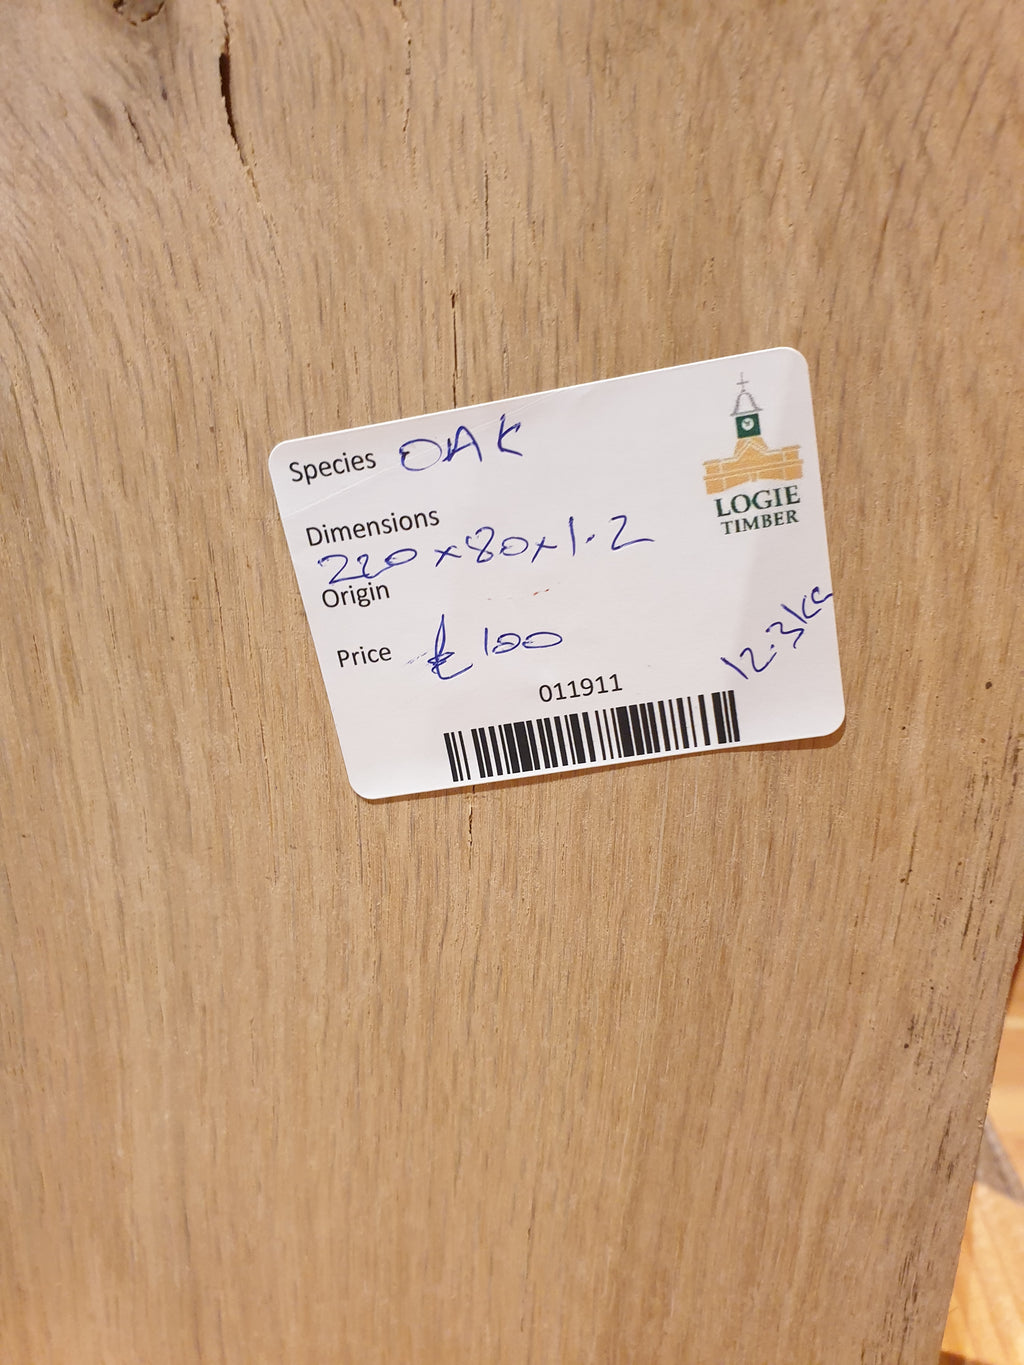 Species OAK
LOGIE
TIMBER
Dimensions
220 x 80 x 1.2
Origin
Price £100
12.3kg
011911